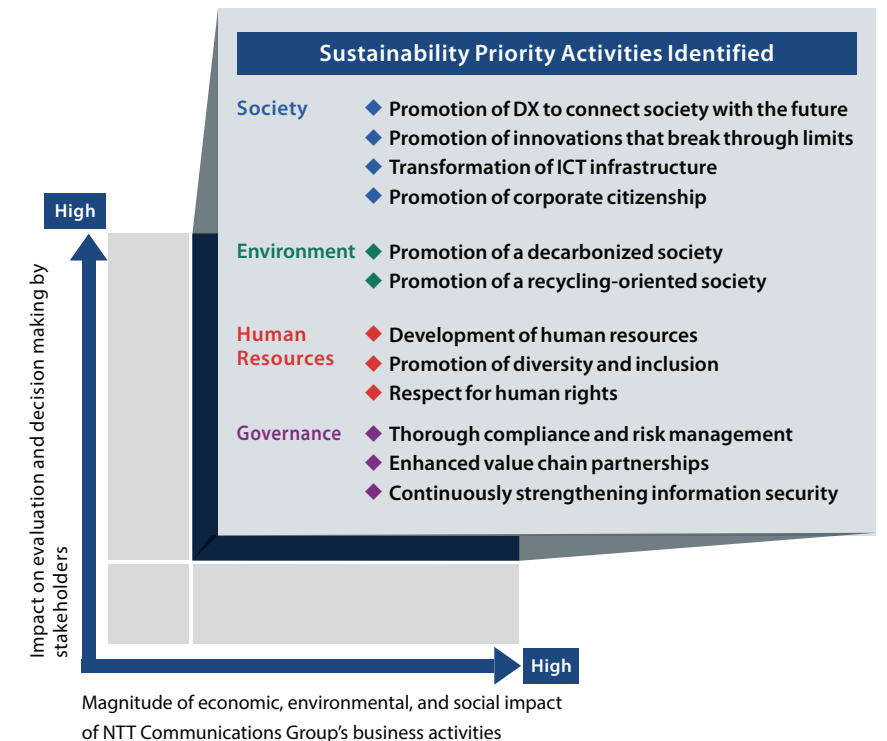 Sustainability Priority Activities Identified
Society
◆ Promotion of DX to connect society with the future
◆ Promotion of innovations that break through limits
◆ Transformation of ICT infrastructure
◆ Promotion of corporate citizenship
Environment
◆ Promotion of a decarbonized society
◆ Promotion of a recycling-oriented society
Human
Resources
◆ Development of human resources
◆ Promotion of diversity and inclusion
◆ Respect for human rights
Governance
◆ Thorough compliance and risk management
◆ Enhanced value chain partnerships
◆ Continuously strengthening information security
High
Impact on evaluation and decision making by
stakeholders
High
Magnitude of economic, environmental, and social impact
of NTT Communications Group's business activities